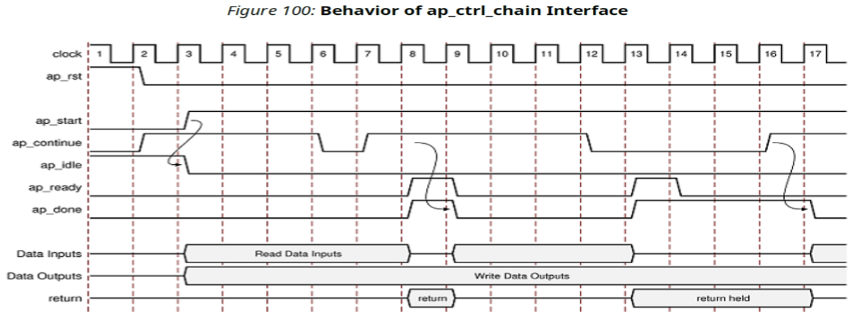 Figure 100: Behavior of ap_ctrl_chain Interface
clock 1 2 3 4 5 6 7 8 9 10 11 12 13 14 15 16 17
ap_rst
ap_start
ap_continue
ap_idle
ap_ready
ap_done
Data Inputs Read Data Inputs
Data Outputs Write Data Outputs
return return return held